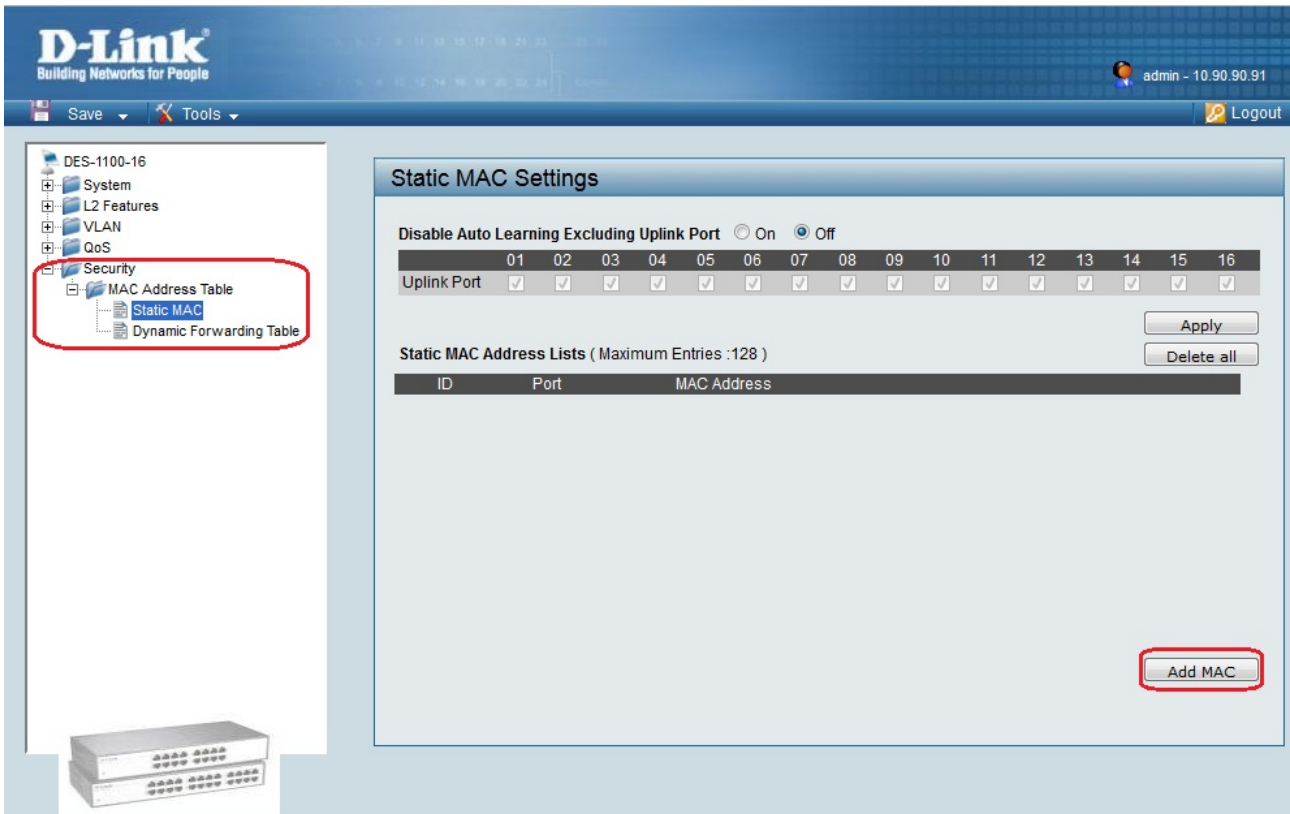 D-Link®
Building Networks for People
admin - 10.90.90.91
Save Tools Logout
DES-1100-16
System
L2 Features
VLAN
QoS
Security
MAC Address Table
Static MAC
Dynamic Forwarding Table
Static MAC Settings
Disable Auto Learning Excluding Uplink Port On Off
01 02 03 04 05 06 07 08 09 10 11 12 13 14 15 16
Uplink Port
Apply
Static MAC Address Lists ( Maximum Entries :128 )
Delete all
ID Port MAC Address
Add MAC